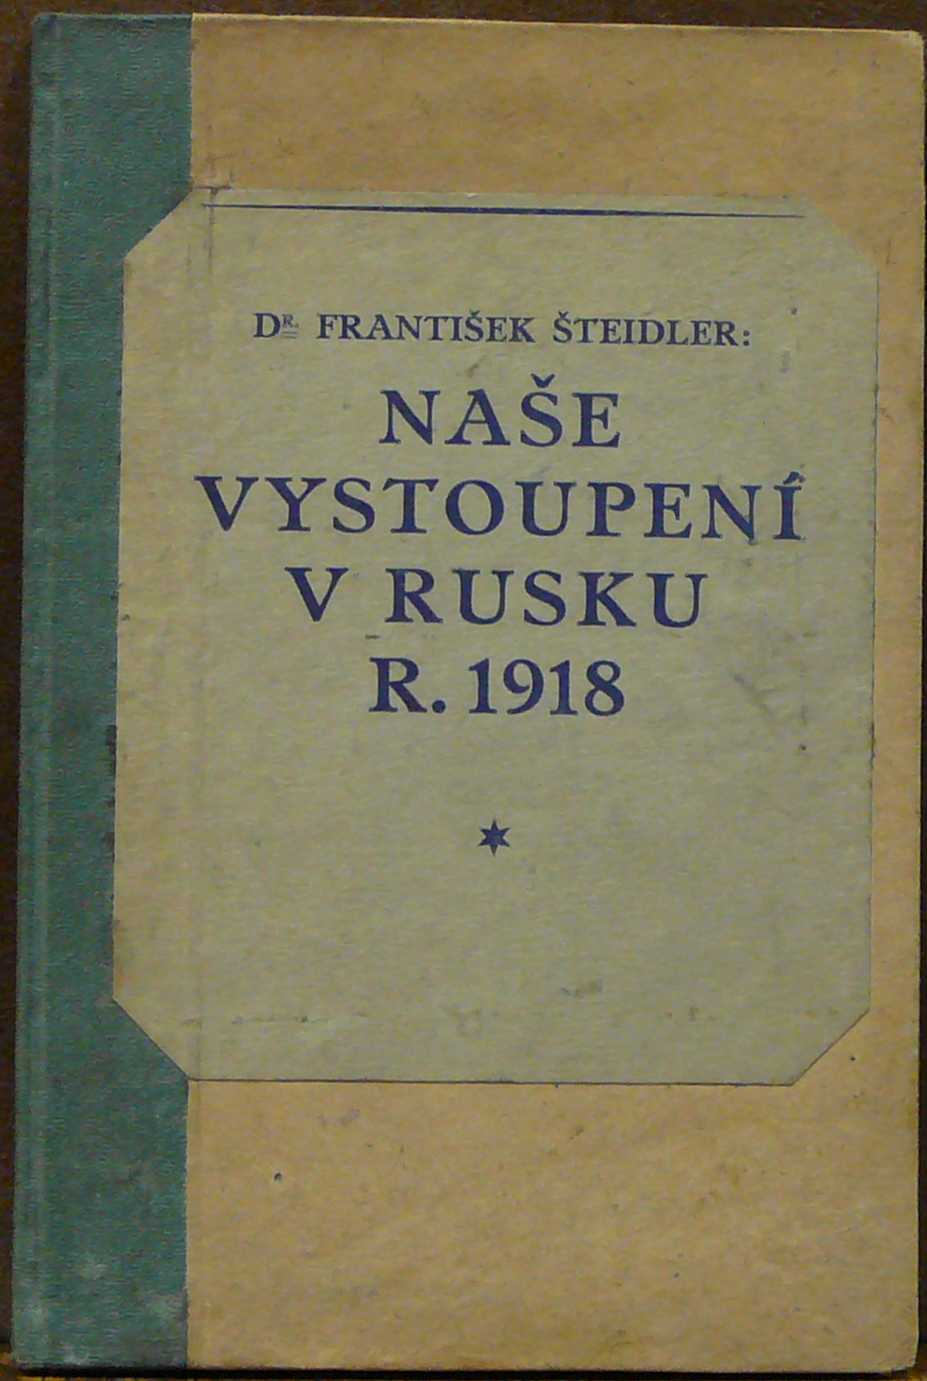 DR. FRANTIŠEK ŠTEIDLER:
NAŠE
VYSTOUPENÍ
V RUSKU
R. 1918